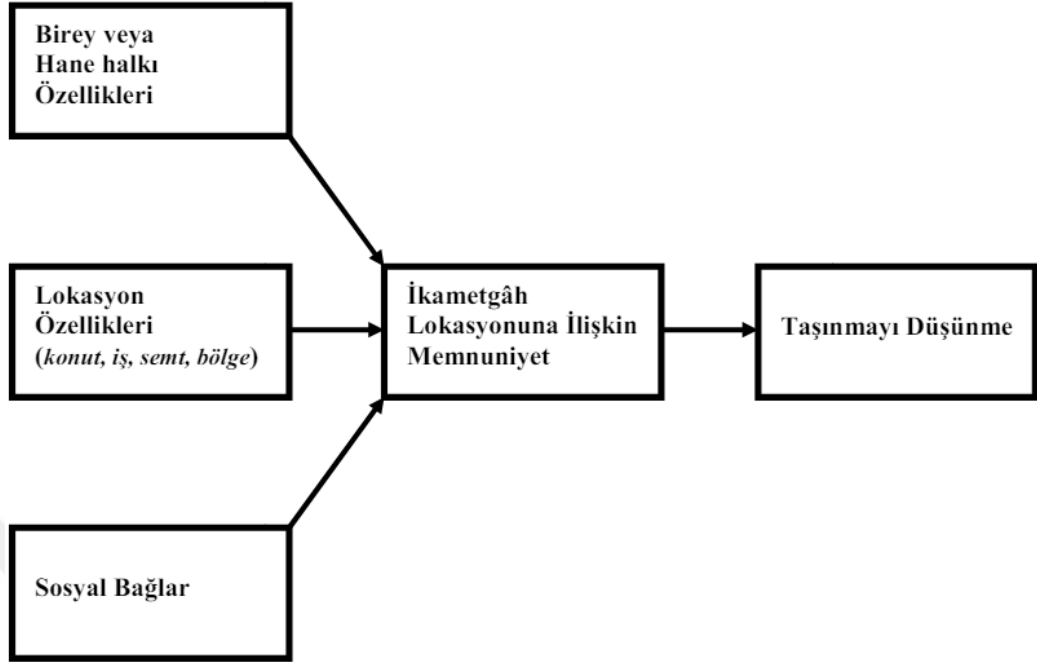 Birey veya
Hane halkı
Özellikleri
Lokasyon
Özellikleri
(konut, iş, semt, bölge)
İkametgâh
Lokasyonuna İlişkin
Memnuniyet
Taşınmayı Düşünme
Sosyal Bağlar